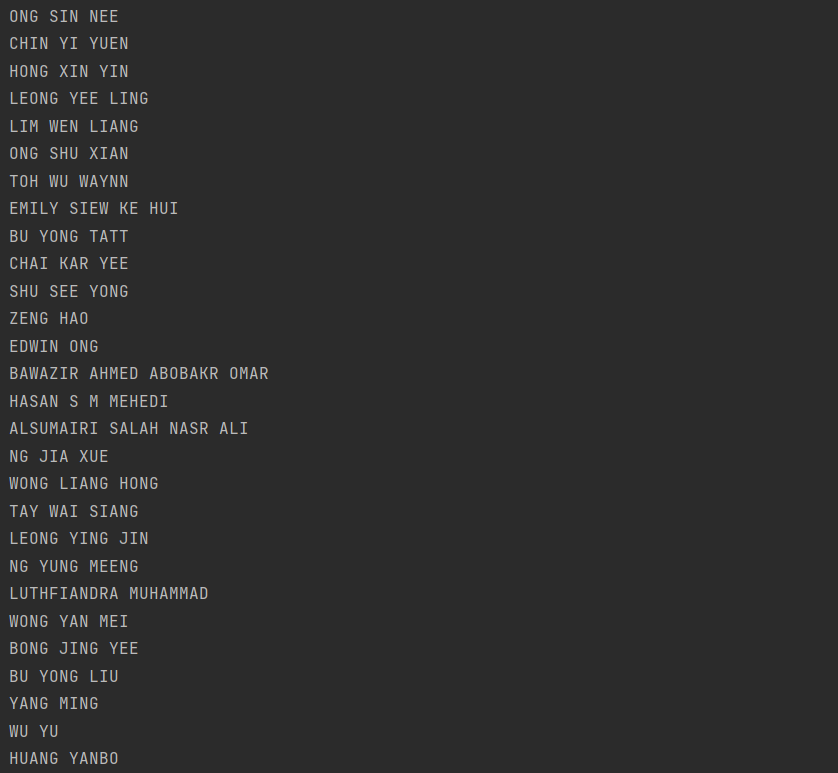 ONG SIN NEE
CHIN YI YUEN
HONG XIN YIN
LEONG YEE LING
LIM WEN LIANG
ONG SHU XIAN
TOH WU WAYNN
EMILY SIEW KE HUI
BU YONG TATT
CHAI KAR YEE
SHU SEE YONG
ZENG HAO
EDWIN ONG
BAWAZIR AHMED ABOBAKR OMAR
HASAN S M MEHEDI
ALSUMAIRI SALAH NASR ALI
NG JIA XUE
WONG LIANG HONG
TAY WAI SIANG
LEONG YING JIN
NG YUNG MEENG
LUTHFIANDRA MUHAMMAD
WONG YAN MEI
BONG JING YEE
BU YONG LIU
YANG MING
WU YU
HUANG YANBO